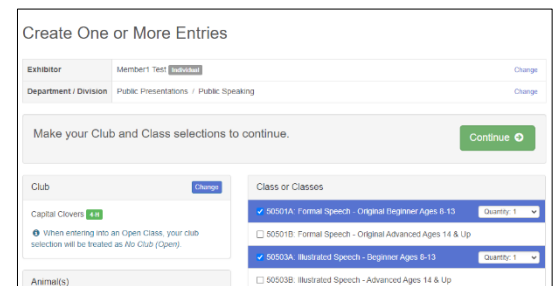 Create One or More Entries
Exhibitor Member1 Test Individual Change
Department / Division Public Presentations / Public Speaking Change
Make your Club and Class selections to continue.
Continue
Club Change
Capital Clovers 4-H
When entering into an Open Class, your club
selection will be treated as No Club (Open).
Animal(s)
Class or Classes
50501A: Formal Speech - Original Beginner Ages 8-13 Quantity: 1
50501B: Formal Speech - Original Advanced Ages 14 & Up
50503A: Illustrated Speech - Beginner Ages 8-13 Quantity: 1
50503B: Illustrated Speech - Advanced Ages 14 & Up